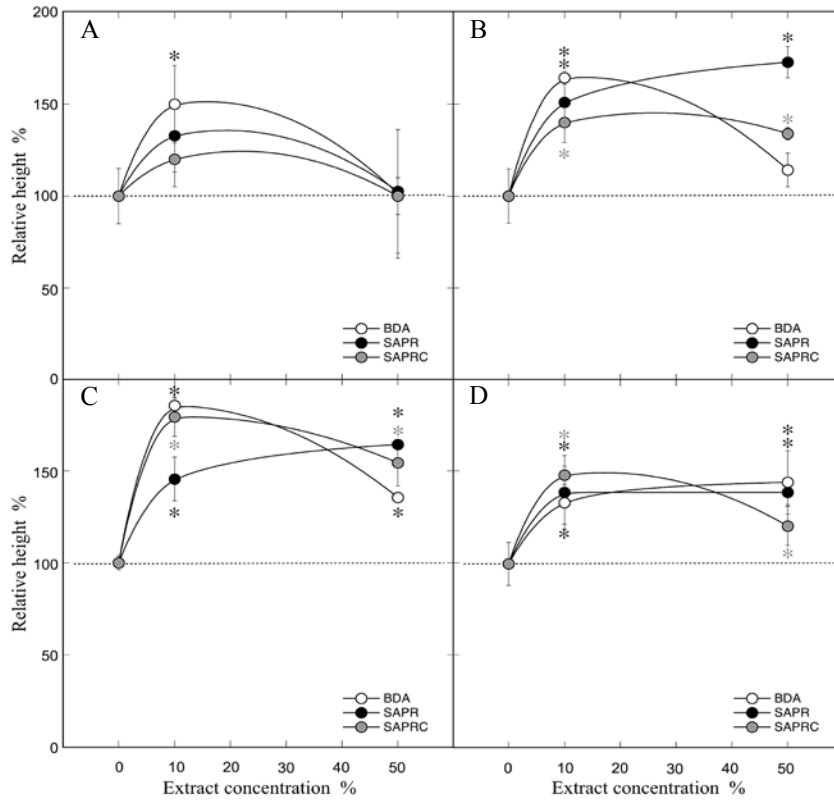 A
B
200
150
100
50
0
Relative height %
* 
* * * * *
BDA
SAPR
SAPRC
BDA
SAPR
SAPRC
C
D
150
100
50
0
Relative height %
* * * * * *
* * * * * *
BDA
SAPR
SAPRC
BDA
SAPR
SAPRC
0 10 20 30 40 50
0 10 20 30 40 50
Extract concentration %
Extract concentration %